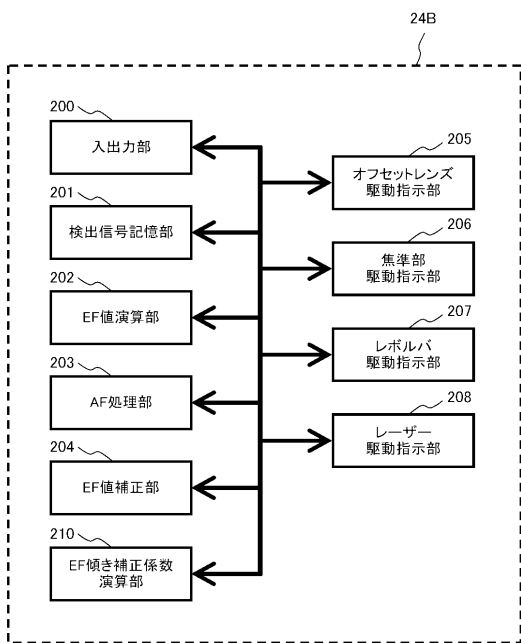 24B
200
入出力部
201
検出信号記憶部
202
EF値演算部
203
AF処理部
204
EF値補正部
210
EF傾き補正係数
演算部
205
オフセットレンズ
駆動指示部
206
焦準部
駆動指示部
207
レボルバ
駆動指示部
208
レーザー
駆動指示部